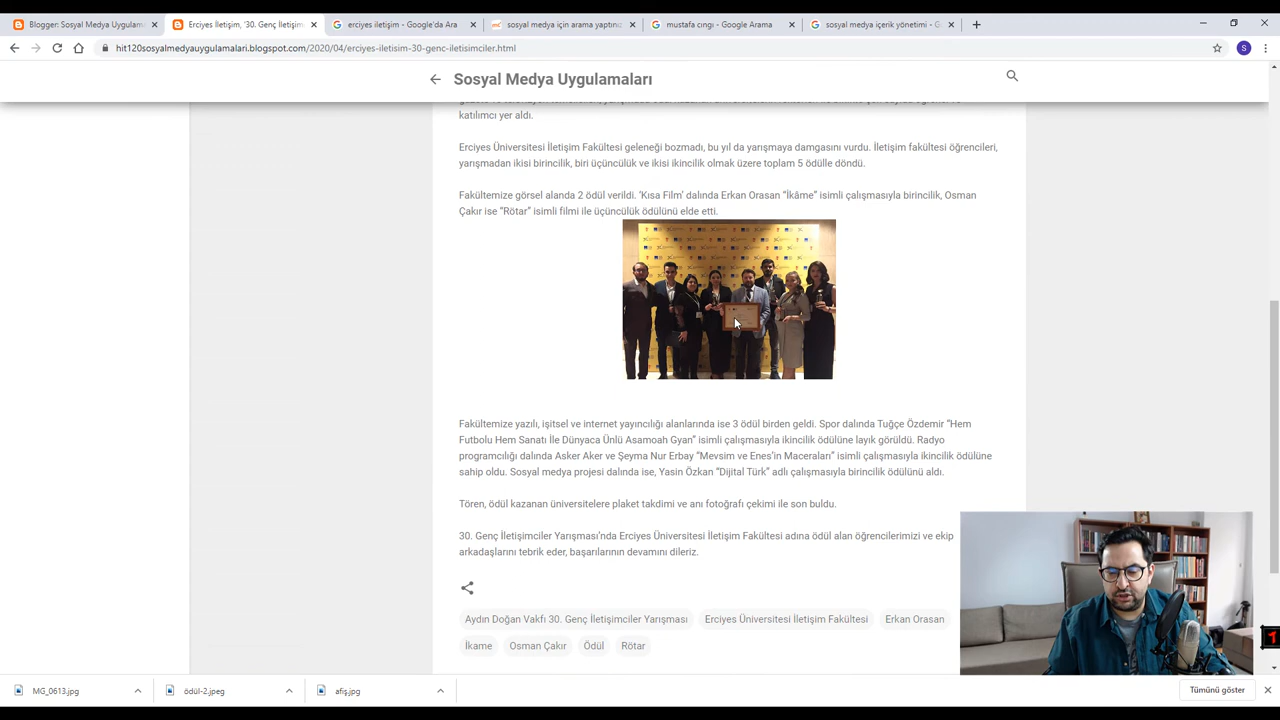 Blogger: Sosyal Medya Uygulama
Erciyes İletişim, '30. Genç İletişim
erciyes iletişim - Google'da Ara
sosyal medya için arama yaptınız
mustafa cıngı - Google Arama
sosyal medya içerik yönetimi - G
hit120sosyalmedyauygulamalari.blogspot.com/2020/04/erciyes-iletisim-30-genc-iletisimciler.html
S
Sosyal Medya Uygulamaları
katılımcı yer aldı.
Erciyes Üniversitesi İletişim Fakültesi geleneği bozmadı, bu yıl da yarışmaya damgasını vurdu. İletişim fakültesi öğrencileri,
yarışmadan ikisi birincilik, biri üçüncülük ve ikisi ikincilik olmak üzere toplam 5 ödülle döndü.
Fakültemize görsel alanda 2 ödül verildi. ‘Kısa Film’ dalında Erkan Orasan “İkâme” isimli çalışmasıyla birincilik, Osman
Çakır ise “Rötar” isimli filmi ile üçüncülük ödülünü elde etti.
Fakültemize yazılı, işitsel ve internet yayıncılığı alanlarında ise 3 ödül birden geldi. Spor dalında Tuğçe Özdemir “Hem
Futbolu Hem Sanatı İle Dünyaca Ünlü Asamoah Gyan” isimli çalışmasıyla ikincilik ödülüne layık görüldü. Radyo
programcılığı dalında Asker Aker ve Şeyma Nur Erbay “Mevsim ve Enes’in Maceraları” isimli çalışmasıyla ikincilik ödülüne
sahip oldu. Sosyal medya projesi dalında ise, Yasin Özkan “Dijital Türk” adlı çalışmasıyla birincilik ödülünü aldı.
Tören, ödül kazanan üniversitelere plaket takdimi ve anı fotoğrafı çekimi ile son buldu.
30. Genç İletişimciler Yarışması’nda Erciyes Üniversitesi İletişim Fakültesi adına ödül alan öğrencilerimizi ve ekip
arkadaşlarını tebrik eder, başarılarının devamını dileriz.
Aydın Doğan Vakfı 30. Genç İletişimciler Yarışması
Erciyes Üniversitesi İletişim Fakültesi
Erkan Orasan
İkame
Osman Çakır
Ödül
Rötar
1
MG_0613.jpg
ödül-2.jpeg
afiş.jpg
Tümünü göster